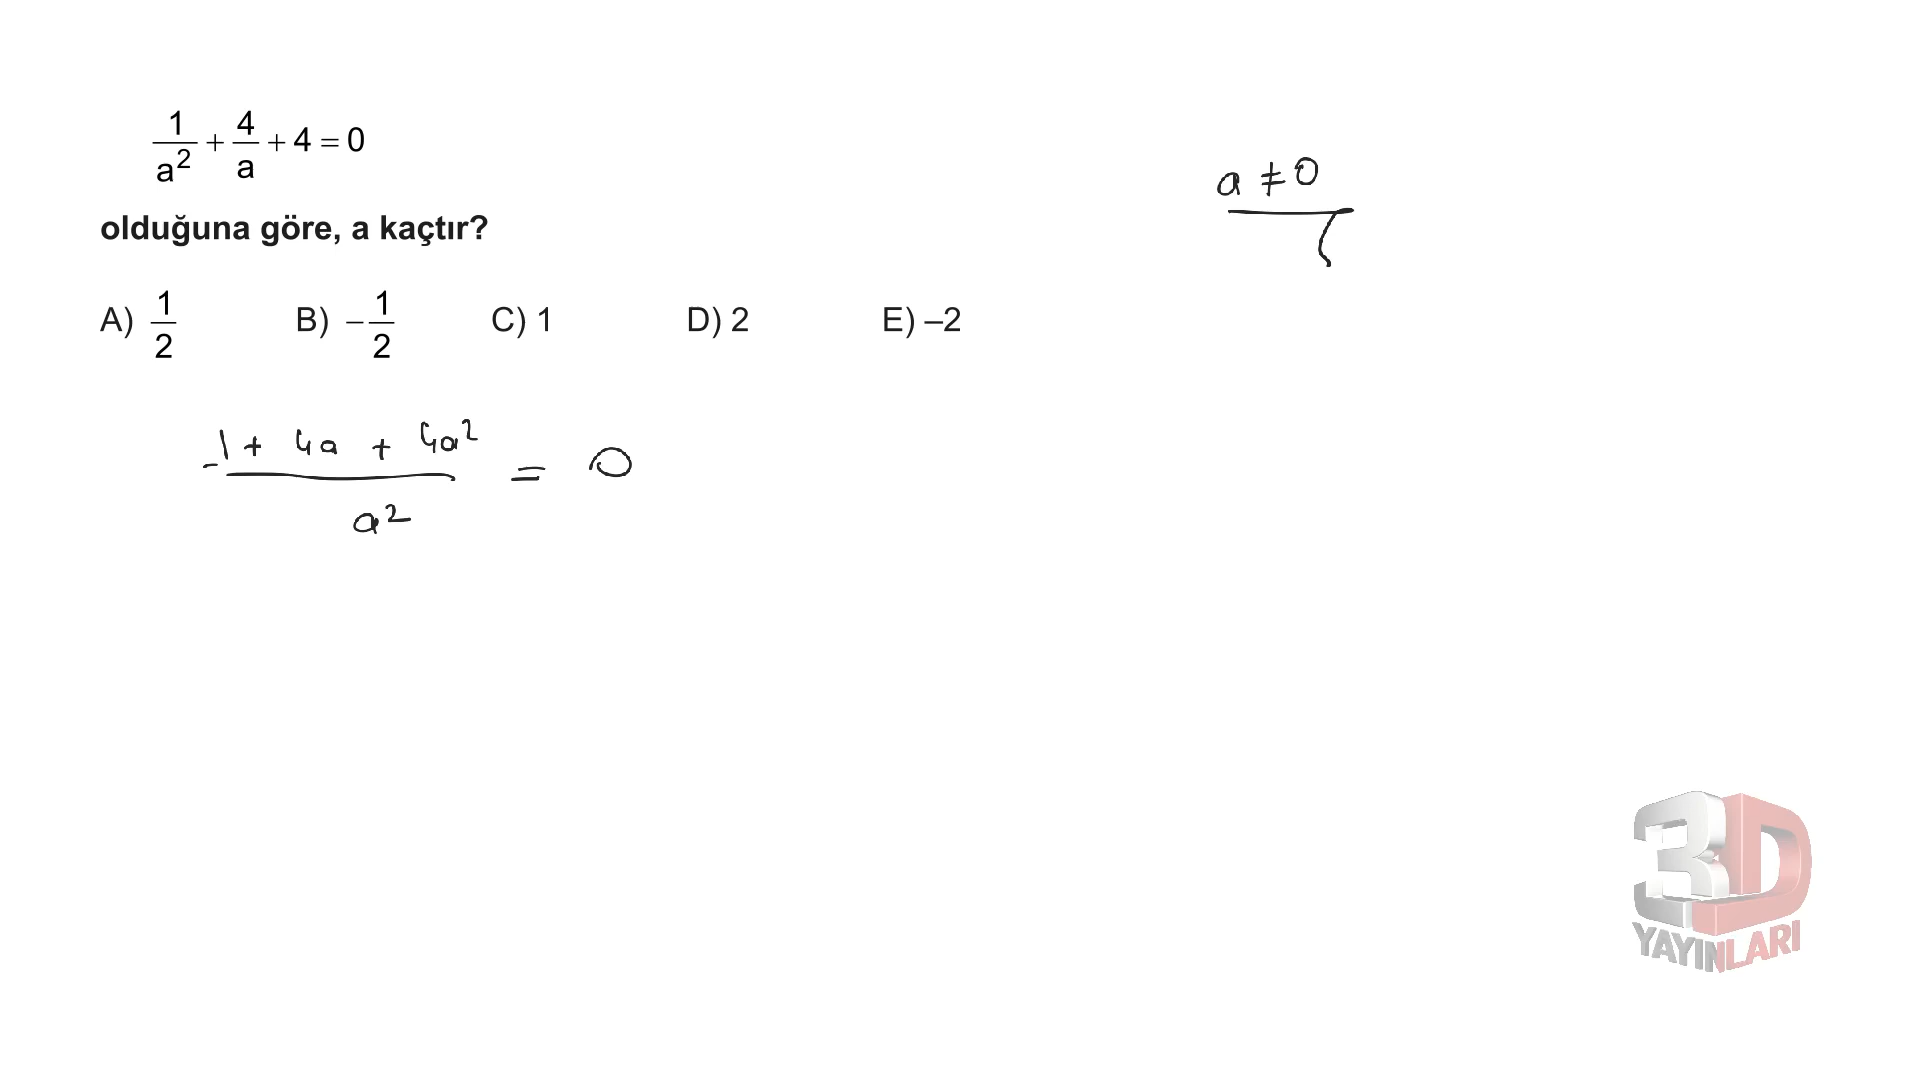 1/a² + 4/a + 4 = 0
olduğuna göre, a kaçtır?
A) 1/2 B) −1/2 C) 1 D) 2 E) –2
a ≠ 0
1 + 4a + 4a² / a² = 0
3D
YAYINLARI